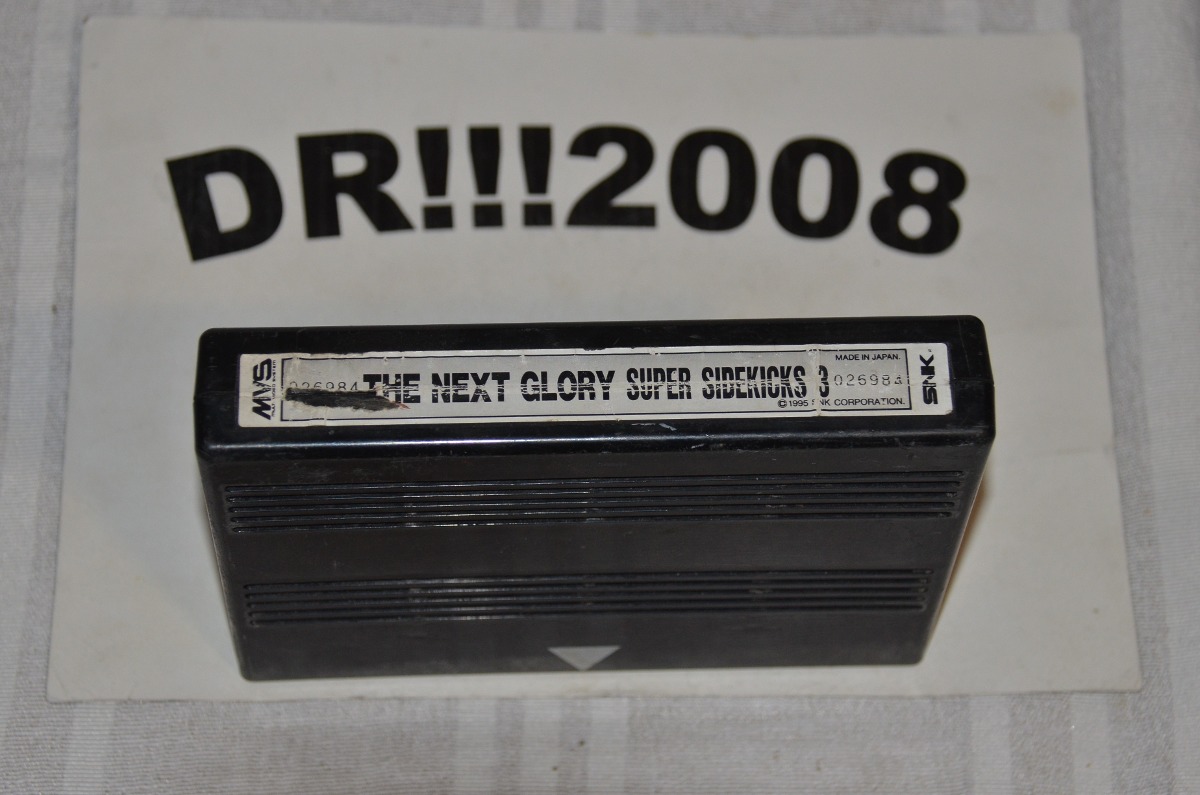 DR!!!2008
MVS
026984 THE NEXT GLORY SUPER SIDEKICKS 3 026984
MADE IN JAPAN.
©1995 SNK CORPORATION.
SNK